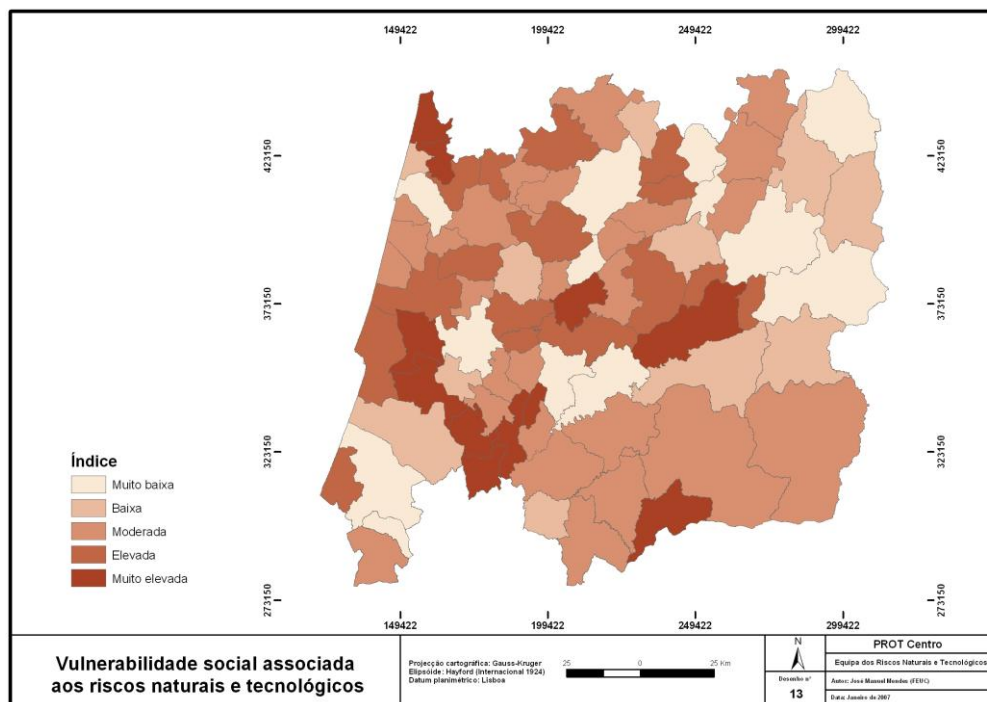 149422 199422 249422 299422
423150 423150
373150 373150
323150 323150
273150 273150
149422 199422 249422 299422
Índice
Muito baixa
Baixa
Moderada
Elevada
Muito elevada
Vulnerabilidade social associada
aos riscos naturais e tecnológicos
Projecção cartográfica: Gauss-Kruger
Elipsóide: Hayford (Internacional 1924)
Datum planimétrico: Lisboa
25 0 25 Km
N
Desenho nº
13
PROT Centro
Equipa dos Riscos Naturais e Tecnológicos
Autor: José Manuel Mendes (FEUC)
Data: Janeiro de 2007